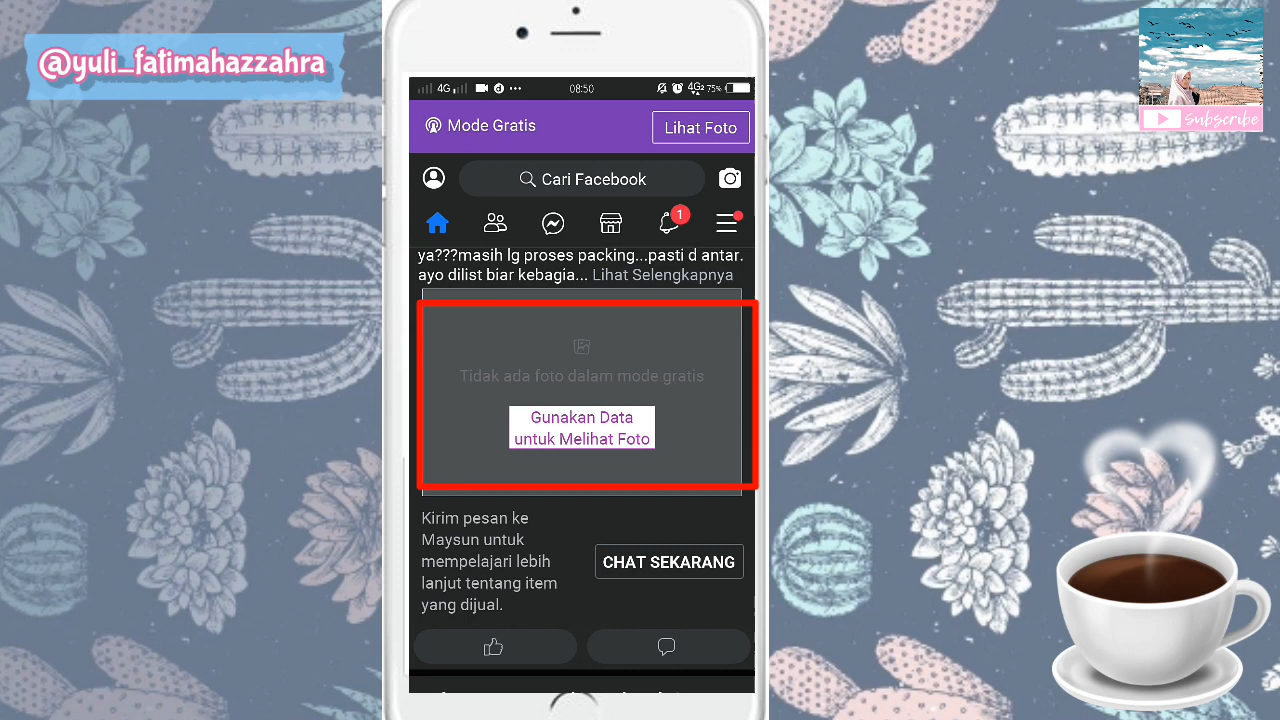 @yuli_fatimahazzahra
Subscribe
4G 08:50 4G² 75%
Mode Gratis
Lihat Foto
Cari Facebook
1
ya???masih lg proses packing...pasti d antar.
ayo dilist biar kebagia... Lihat Selengkapnya
Tidak ada foto dalam mode gratis
Gunakan Data
untuk Melihat Foto
Kirim pesan ke
Maysun untuk
mempelajari lebih
lanjut tentang item
yang dijual.
CHAT SEKARANG